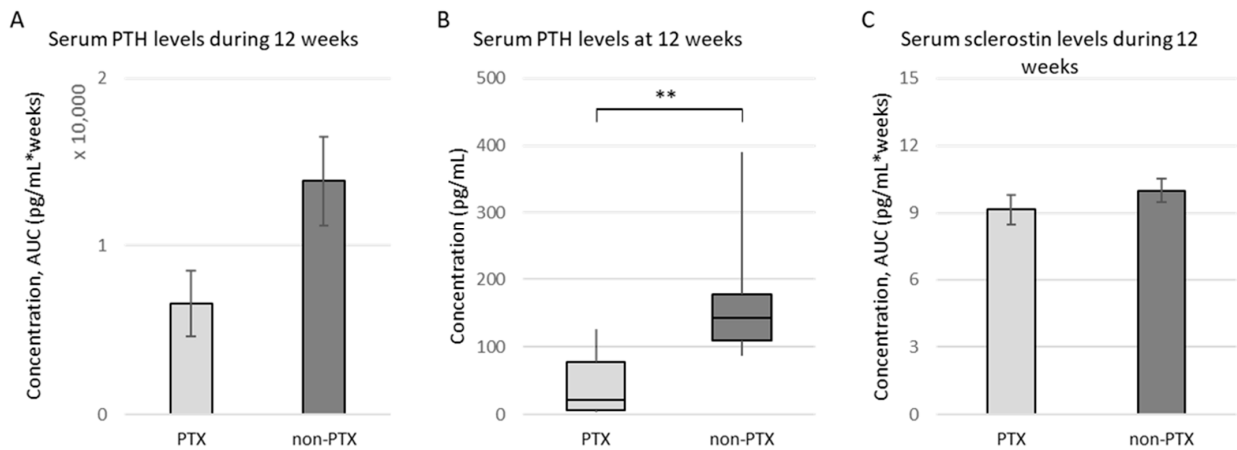 A
Serum PTH levels during 12 weeks
Concentration, AUC (pg/mL*weeks)
x 10,000
2
1
0
PTX
non-PTX
B
Serum PTH levels at 12 weeks
Concentration (pg/mL)
500
400
300
200
100
0
**
PTX
non-PTX
C
Serum sclerostin levels during 12
weeks
Concentration, AUC (pg/mL*weeks)
15
12
9
6
3
0
PTX
non-PTX